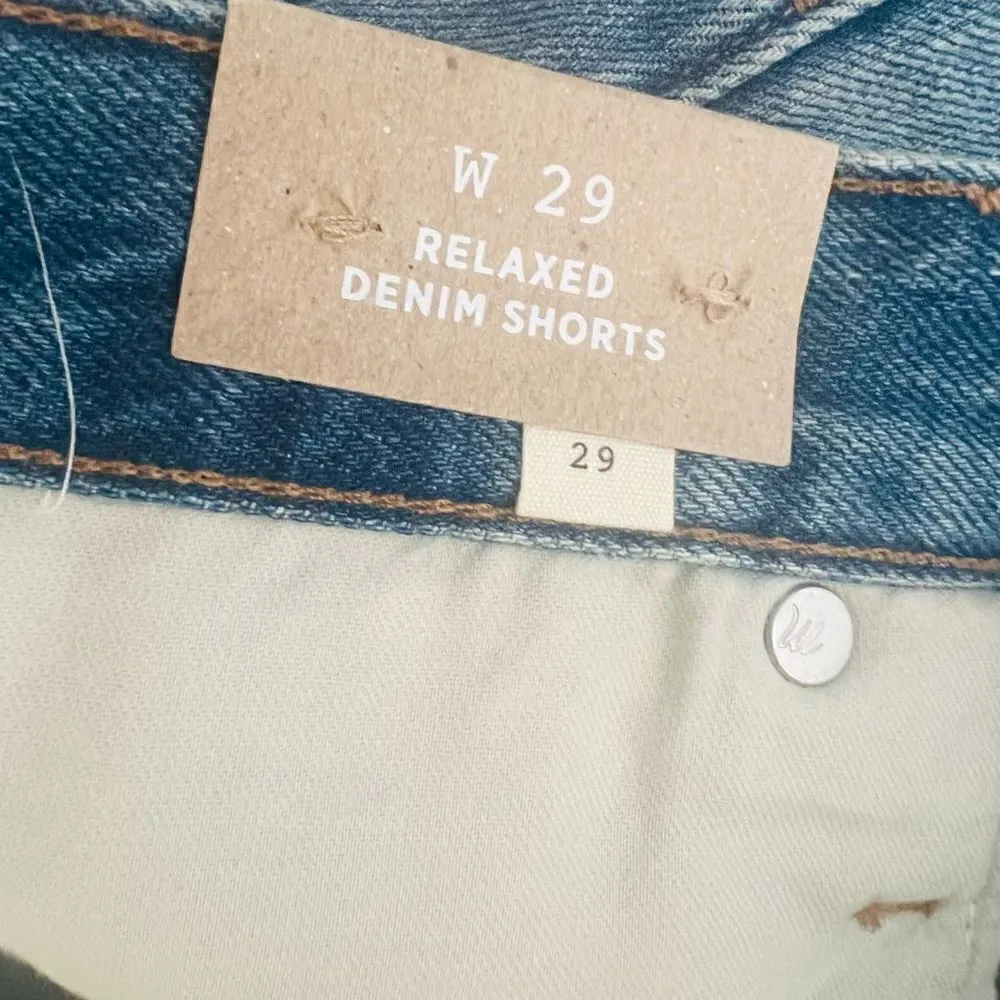 W 29
RELAXED
DENIM SHORTS
29